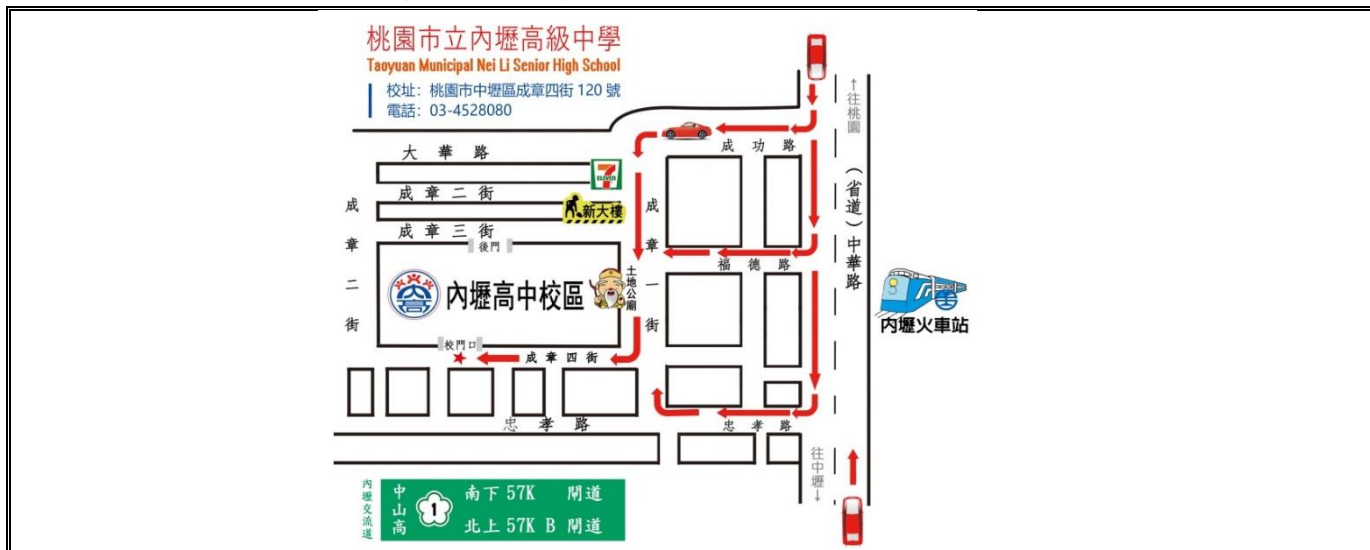 桃園市立內壢高級中學
Taoyuan Municipal Nei Li Senior High School
校址：桃園市中壢區成章四街 120 號
電話：03-4528080
↑往桃園
成功路
大華路
7
ELEVEN
成章二街
新大樓
成章三街
後門
成章二街
內壢高中校區
土地公廟
成章一街
福德路
（省道）中華路
內壢火車站
校門口
成章四街
忠孝路
忠孝路
往中壢↓
內壢交流道
中山高
1
南下 57K 閘道
北上 57K B 閘道